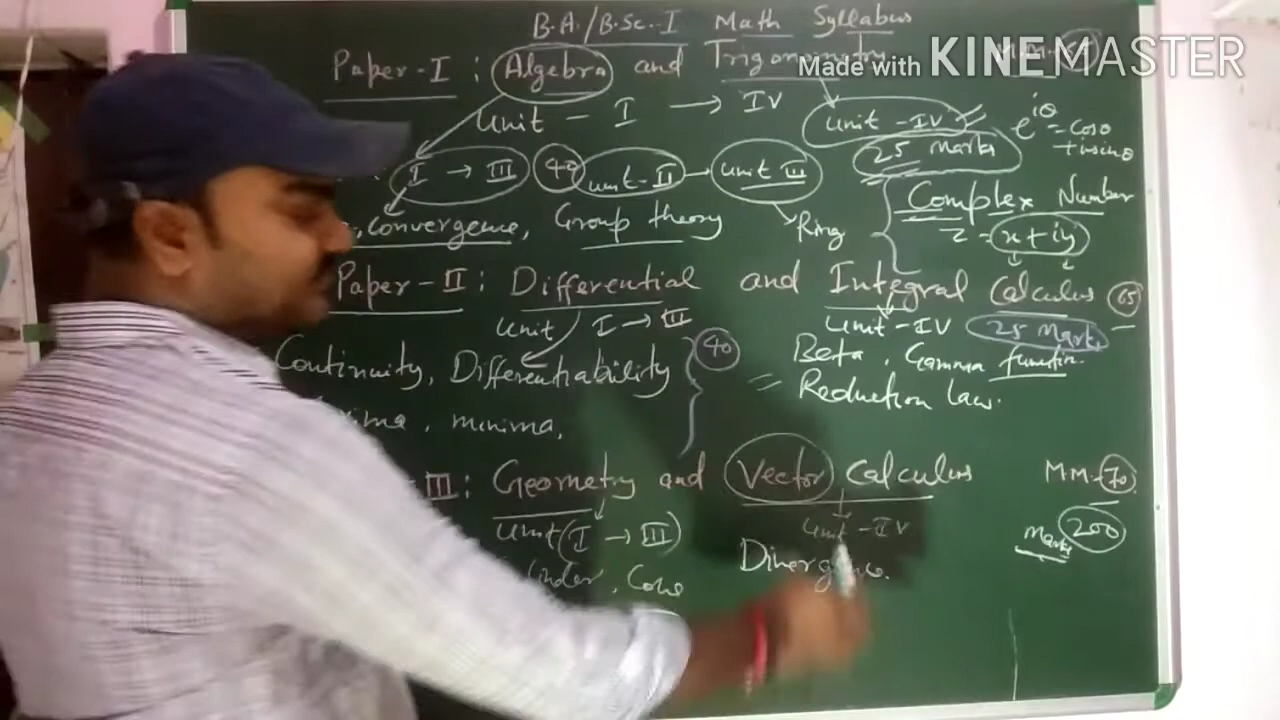 B.A./B.Sc.-I Math Syllabus
Paper-I : Algebra and Trigonometry M.M.-65
Made with KINEMASTER
Unit - I → IV
Unit - IV
25 marks
e^iθ = cosθ + isinθ
I → III 40 Unit-II → Unit III
convergence, Group theory Ring
Complex Number
z = x + iy
Paper-II : Differential and Integral Calculus 65
Unit I → III
Unit-IV 25 Marks
Continuity, Differentiability 40
Beta, Gamma function.
= Reduction law.
minima,
III : Geometry and Vector Calculus MM-70
Unit (I → III)
Unit-IV
Marks 200
Cone